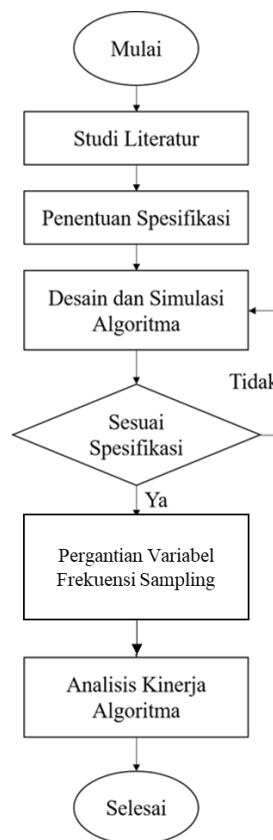 Mulai
Studi Literatur
Penentuan Spesifikasi
Desain dan Simulasi
Algoritma
Tidak
Sesuai
Spesifikasi
Ya
Pergantian Variabel
Frekuensi Sampling
Analisis Kinerja
Algoritma
Selesai